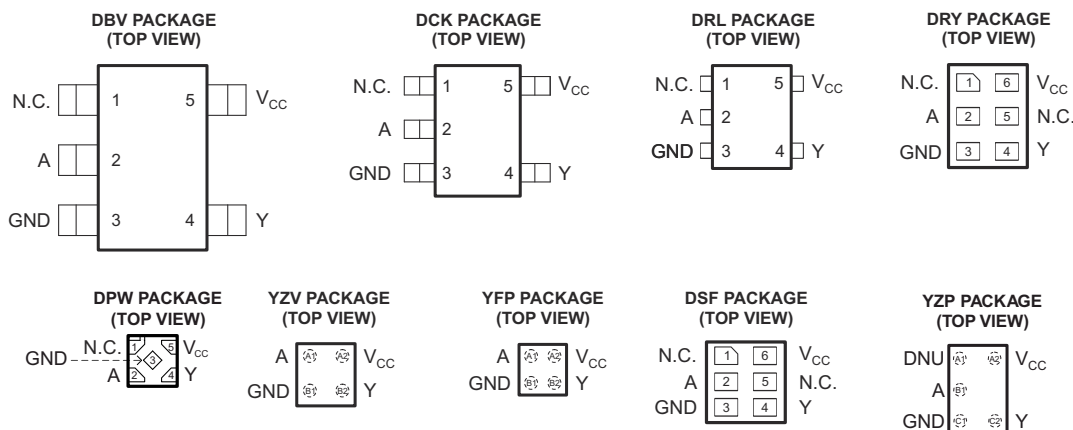 DBV PACKAGE
(TOP VIEW)
N.C. 1 5 VCC
A 2
GND 3 4 Y
DCK PACKAGE
(TOP VIEW)
N.C. 1 5 VCC
A 2
GND 3 4 Y
DRL PACKAGE
(TOP VIEW)
N.C. 1 5 VCC
A 2
GND 3 4 Y
DRY PACKAGE
(TOP VIEW)
N.C. 1 6 VCC
A 2 5 N.C.
GND 3 4 Y
DPW PACKAGE
(TOP VIEW)
N.C. 1 5 VCC
GND 3
A 2 4 Y
YZV PACKAGE
(TOP VIEW)
A A1 A2 VCC
GND B1 B2 Y
YFP PACKAGE
(TOP VIEW)
A A1 A2 VCC
GND B1 B2 Y
DSF PACKAGE
(TOP VIEW)
N.C. 1 6 VCC
A 2 5 N.C.
GND 3 4 Y
YZP PACKAGE
(TOP VIEW)
DNU A1 A2 VCC
A B1
GND C1 C2 Y